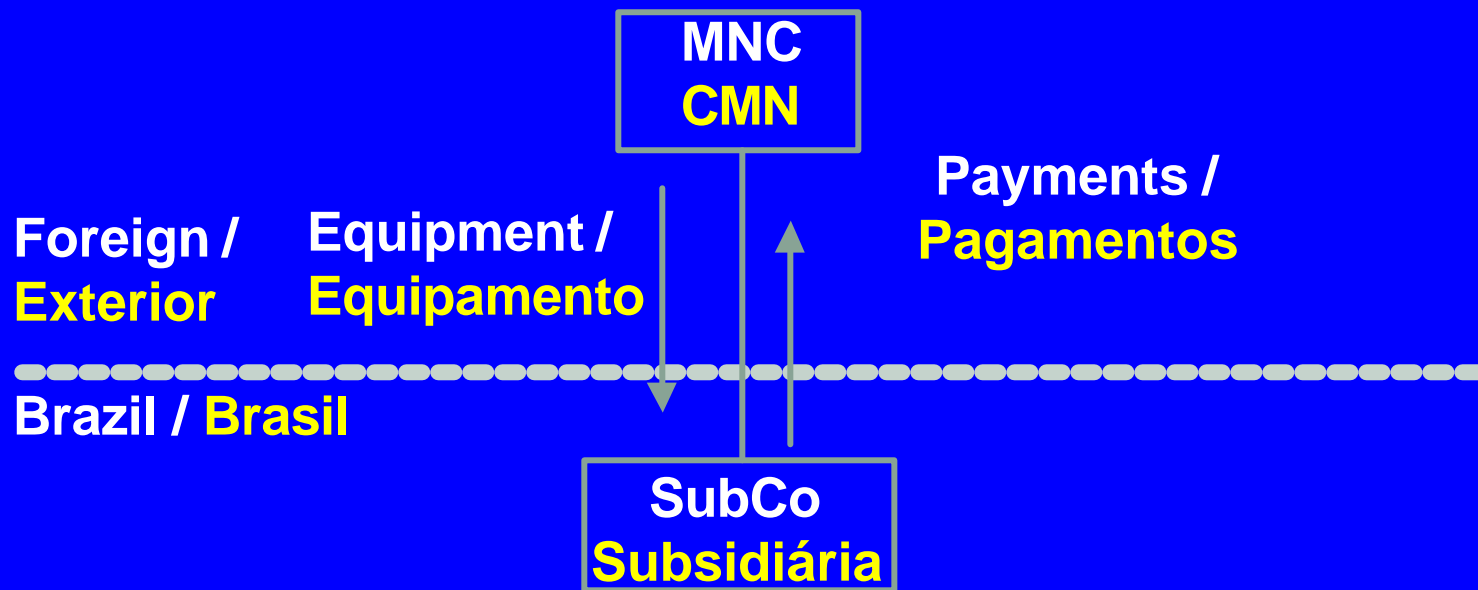 MNC
CMN
Payments /
Pagamentos
Foreign /
Exterior
Equipment /
Equipamento
Brazil / Brasil
SubCo
Subsidiária